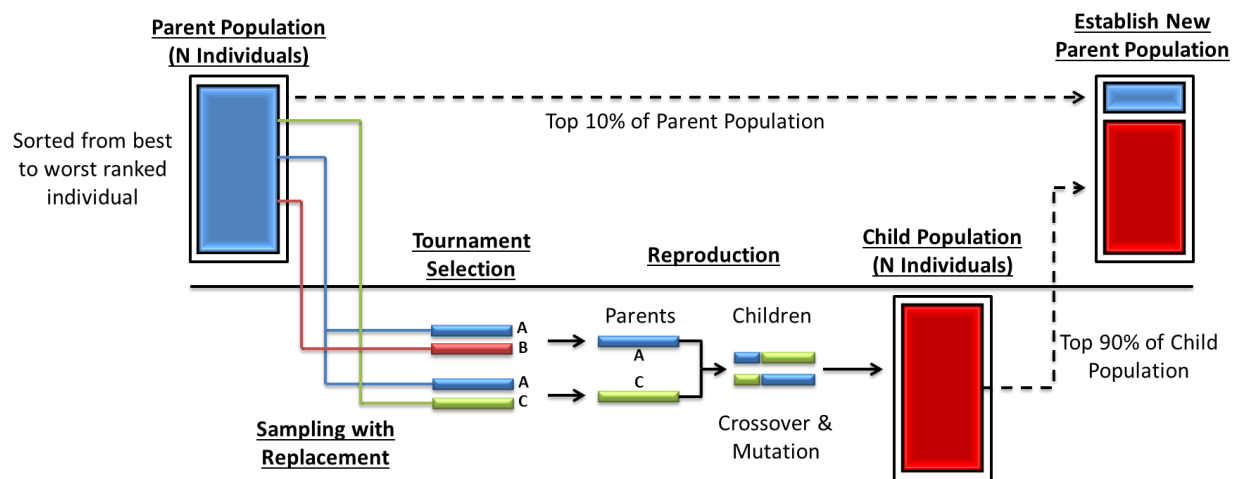 Parent Population
(N Individuals)
Establish New
Parent Population
Sorted from best
to worst ranked
individual
Top 10% of Parent Population
Tournament
Selection
Reproduction
Child Population
(N Individuals)
Parents
Children
A
B
A
C
A
C
Top 90% of Child
Population
Crossover &
Mutation
Sampling with
Replacement